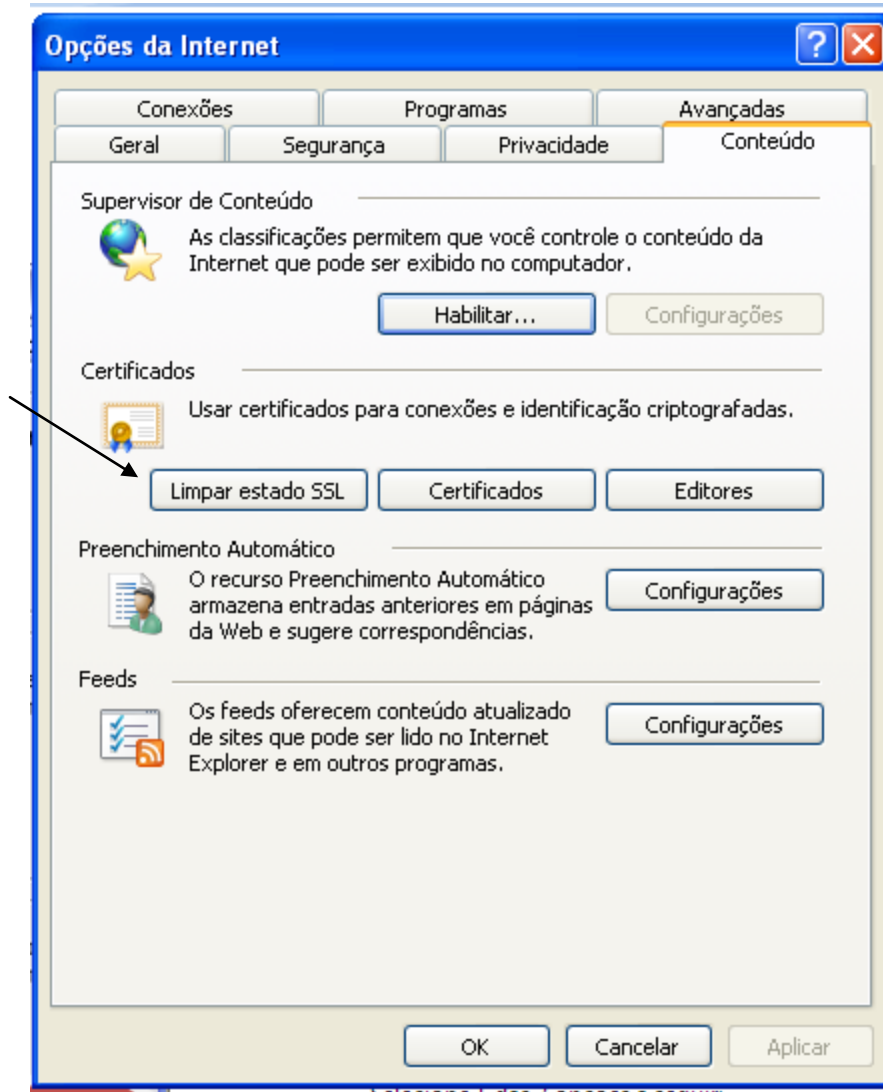 Opções da Internet
Conexões Programas Avançadas
Geral Segurança Privacidade Conteúdo
Supervisor de Conteúdo
As classificações permitem que você controle o conteúdo da
Internet que pode ser exibido no computador.
Habilitar... Configurações
Certificados
Usar certificados para conexões e identificação criptografadas.
Limpar estado SSL Certificados Editores
Preenchimento Automático
O recurso Preenchimento Automático
armazena entradas anteriores em páginas
da Web e sugere correspondências.
Configurações
Feeds
Os feeds oferecem conteúdo atualizado
de sites que pode ser lido no Internet
Explorer e em outros programas.
Configurações
OK Cancelar Aplicar